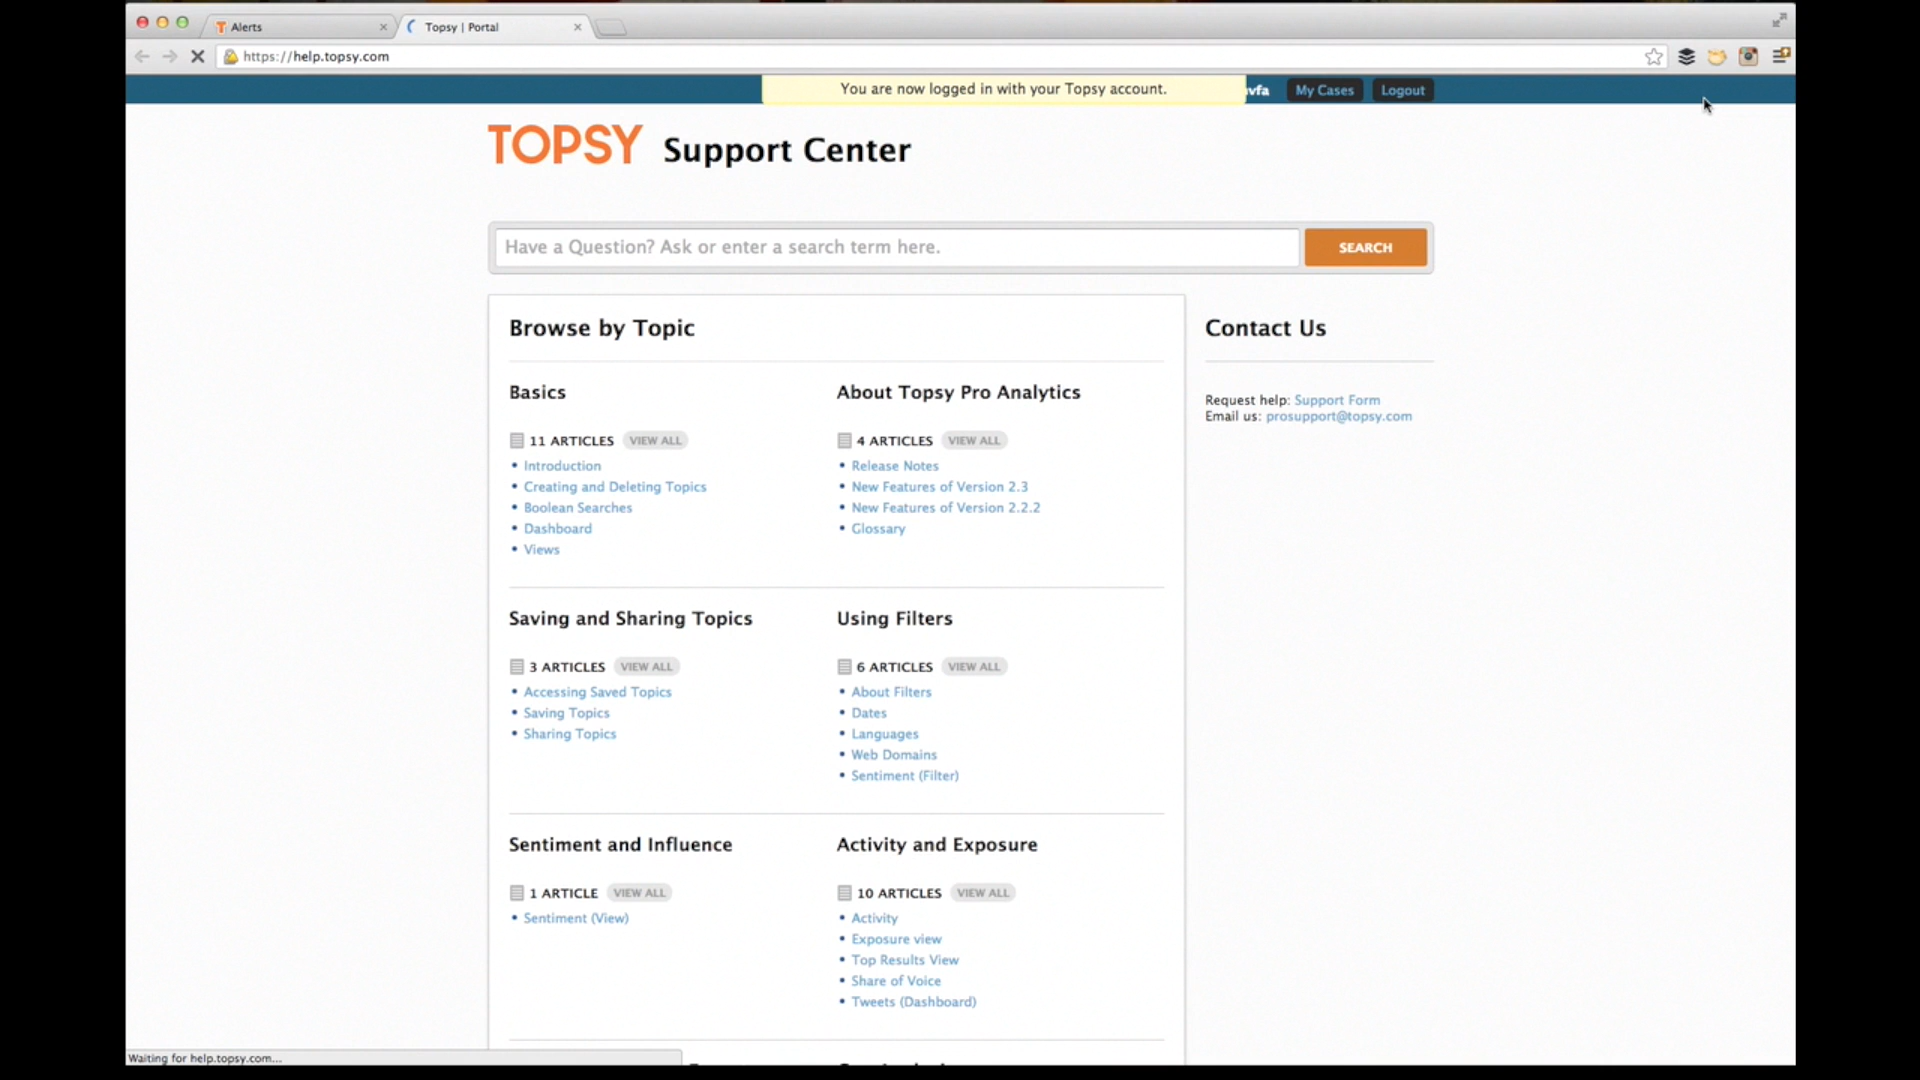 Alerts
Topsy | Portal
https://help.topsy.com
You are now logged in with your Topsy account.
My Cases
Logout
TOPSY Support Center
Have a Question? Ask or enter a search term here.
SEARCH
Browse by Topic
Basics
11 ARTICLES VIEW ALL
• Introduction
• Creating and Deleting Topics
• Boolean Searches
• Dashboard
• Views
About Topsy Pro Analytics
4 ARTICLES VIEW ALL
• Release Notes
• New Features of Version 2.3
• New Features of Version 2.2.2
• Glossary
Saving and Sharing Topics
3 ARTICLES VIEW ALL
• Accessing Saved Topics
• Saving Topics
• Sharing Topics
Using Filters
6 ARTICLES VIEW ALL
• About Filters
• Dates
• Languages
• Web Domains
• Sentiment (Filter)
Sentiment and Influence
1 ARTICLE VIEW ALL
• Sentiment (View)
Activity and Exposure
10 ARTICLES VIEW ALL
• Activity
• Exposure view
• Top Results View
• Share of Voice
• Tweets (Dashboard)
Contact Us
Request help: Support Form
Email us: prosupport@topsy.com
Waiting for help.topsy.com...